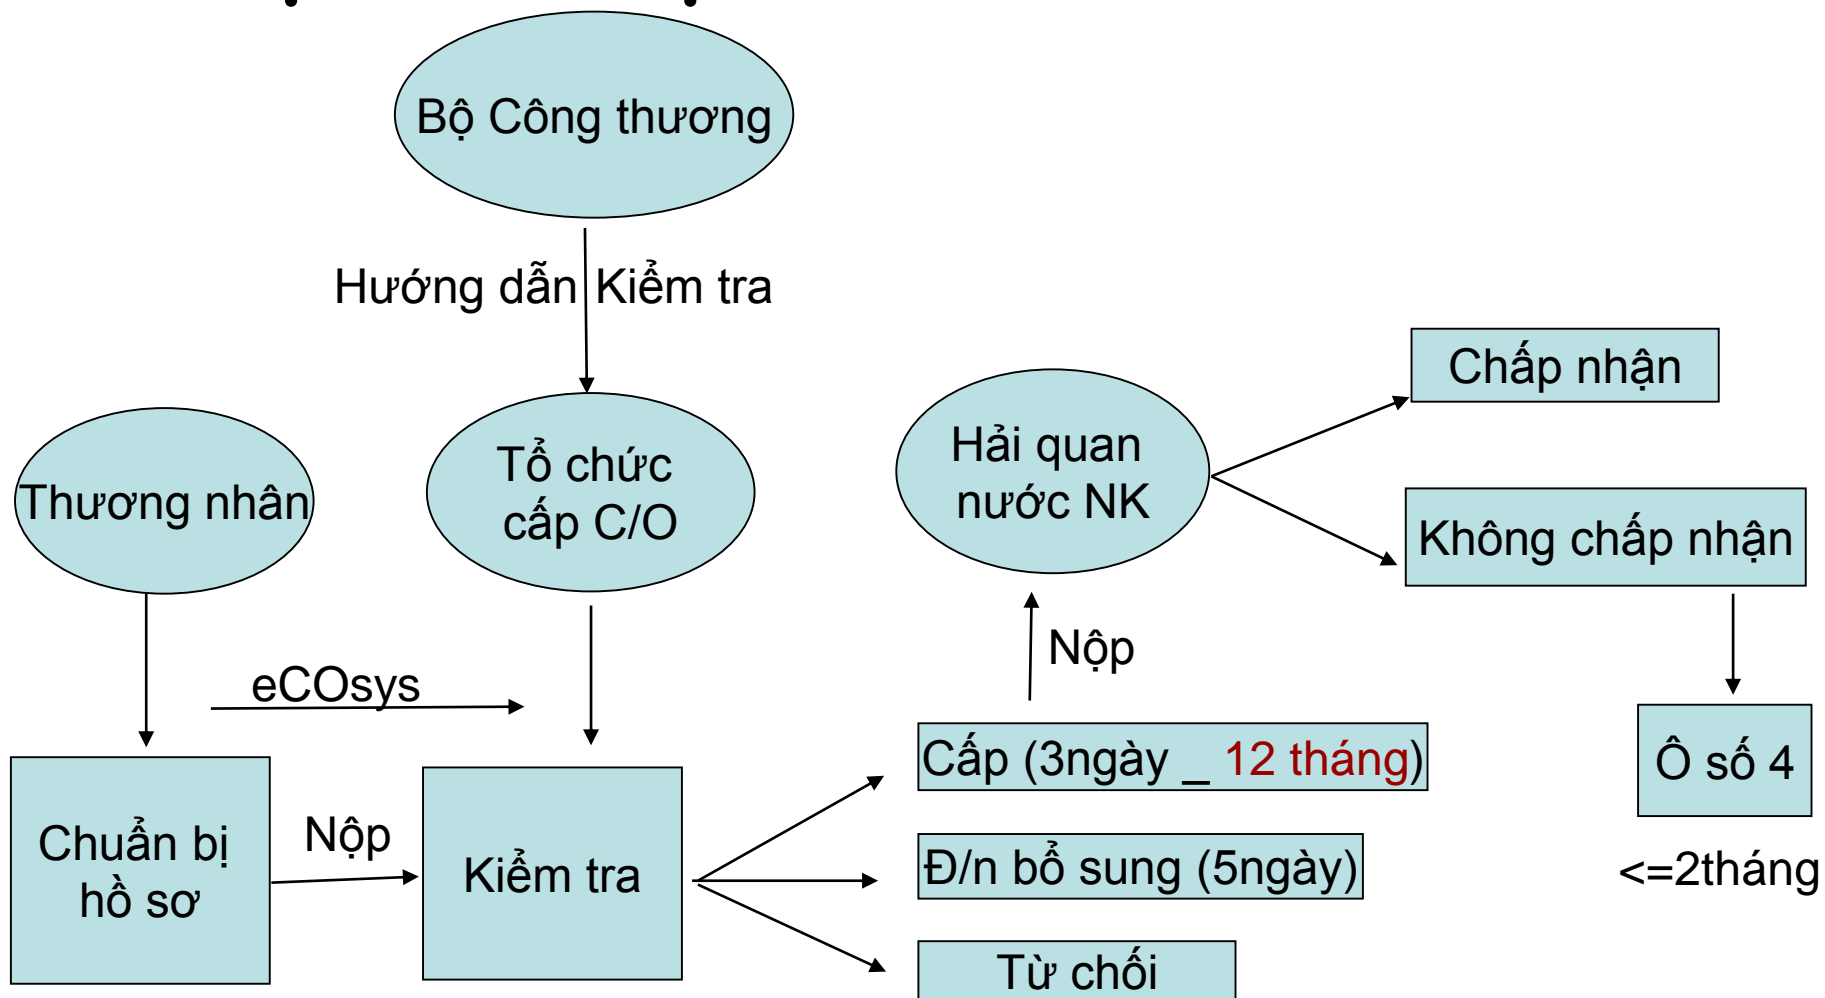 Bộ Công thương
Hướng dẫn Kiểm tra
Chấp nhận
Hải quan
nước NK
Tổ chức
cấp C/O
Thương nhân
Không chấp nhận
Nộp
eCOsys
Cấp (3ngày _ 12 tháng)
Ô số 4
Chuẩn bị
hồ sơ
Nộp
Kiểm tra
Đ/n bổ sung (5ngày)
<=2tháng
Từ chối